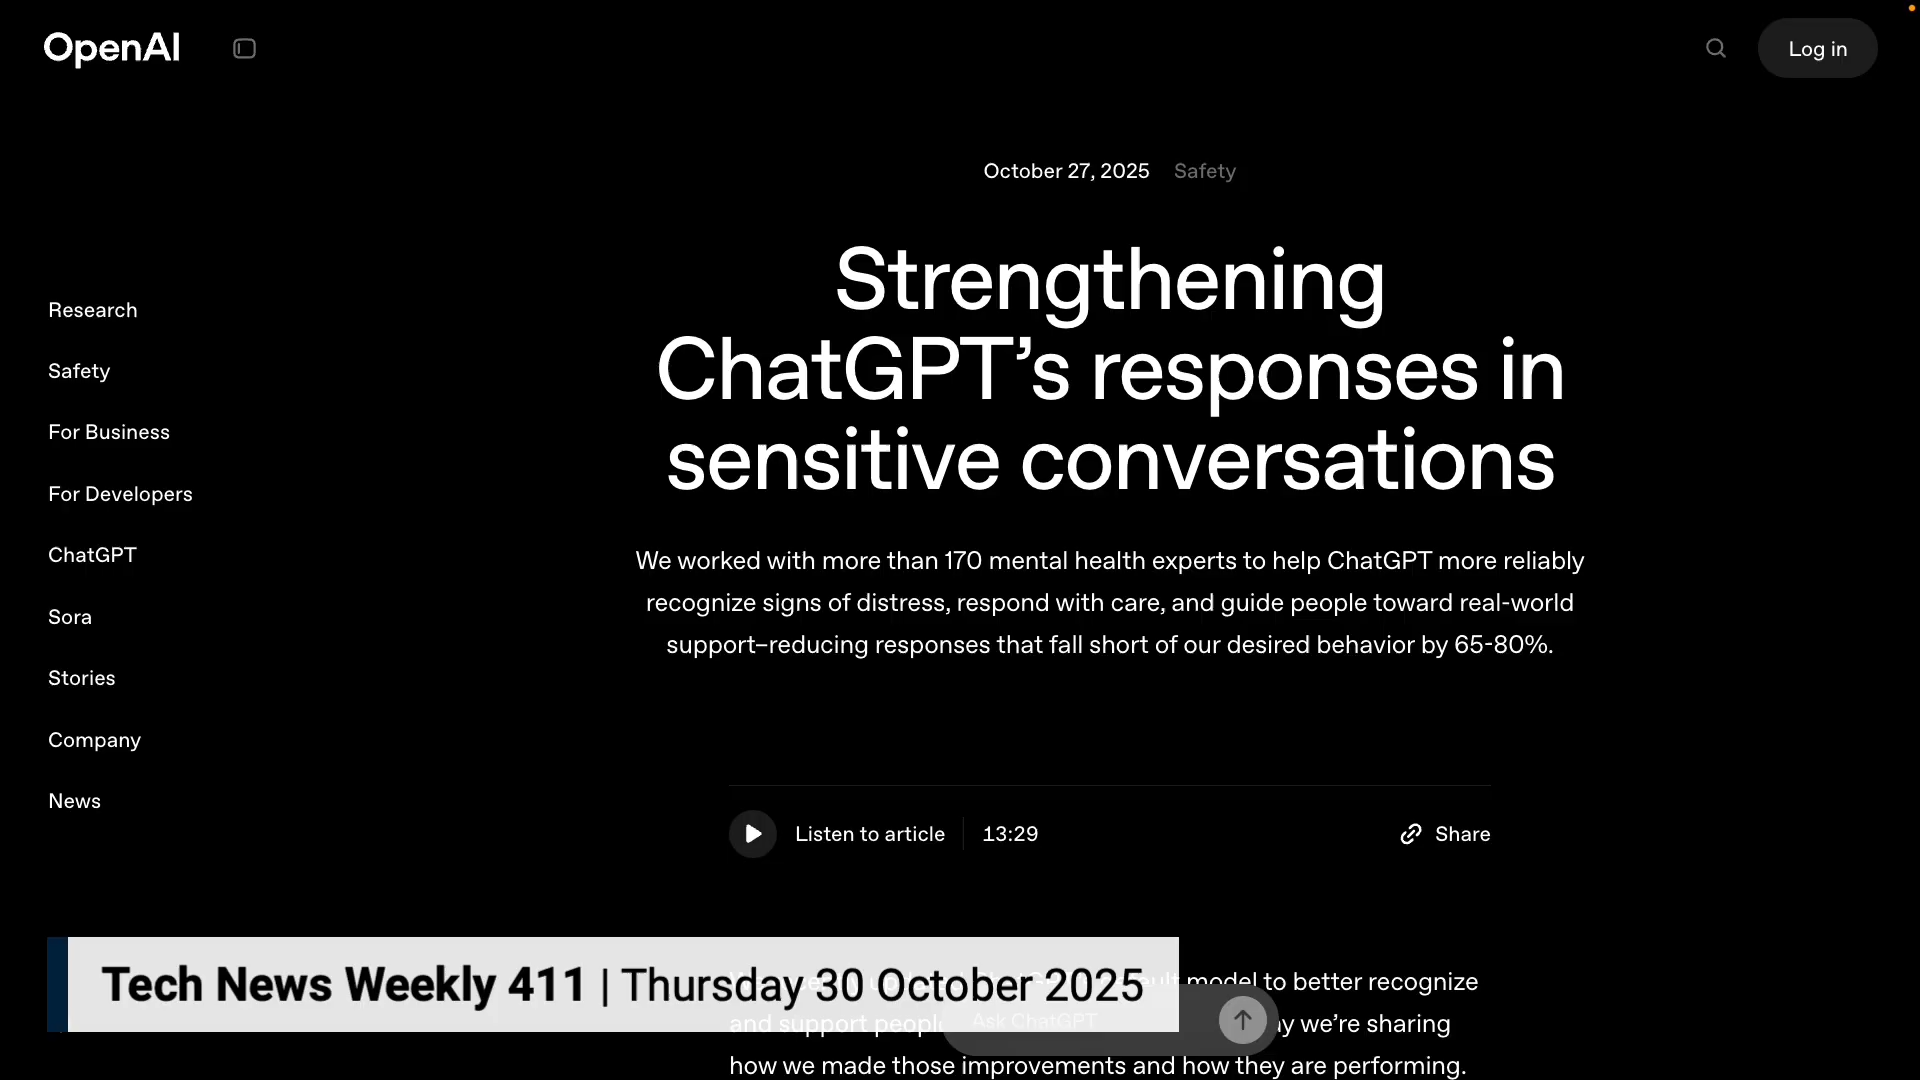 OpenAI
Log in
October 27, 2025 Safety
Strengthening
ChatGPT’s responses in
sensitive conversations
We worked with more than 170 mental health experts to help ChatGPT more reliably
recognize signs of distress, respond with care, and guide people toward real-world
support–reducing responses that fall short of our desired behavior by 65-80%.
Research
Safety
For Business
For Developers
ChatGPT
Sora
Stories
Company
News
Listen to article 13:29
Share
Tech News Weekly 411 | Thursday 30 October 2025
model to better recognize
and support people
Ask ChatGPT
we’re sharing
how we made those improvements and how they are performing.